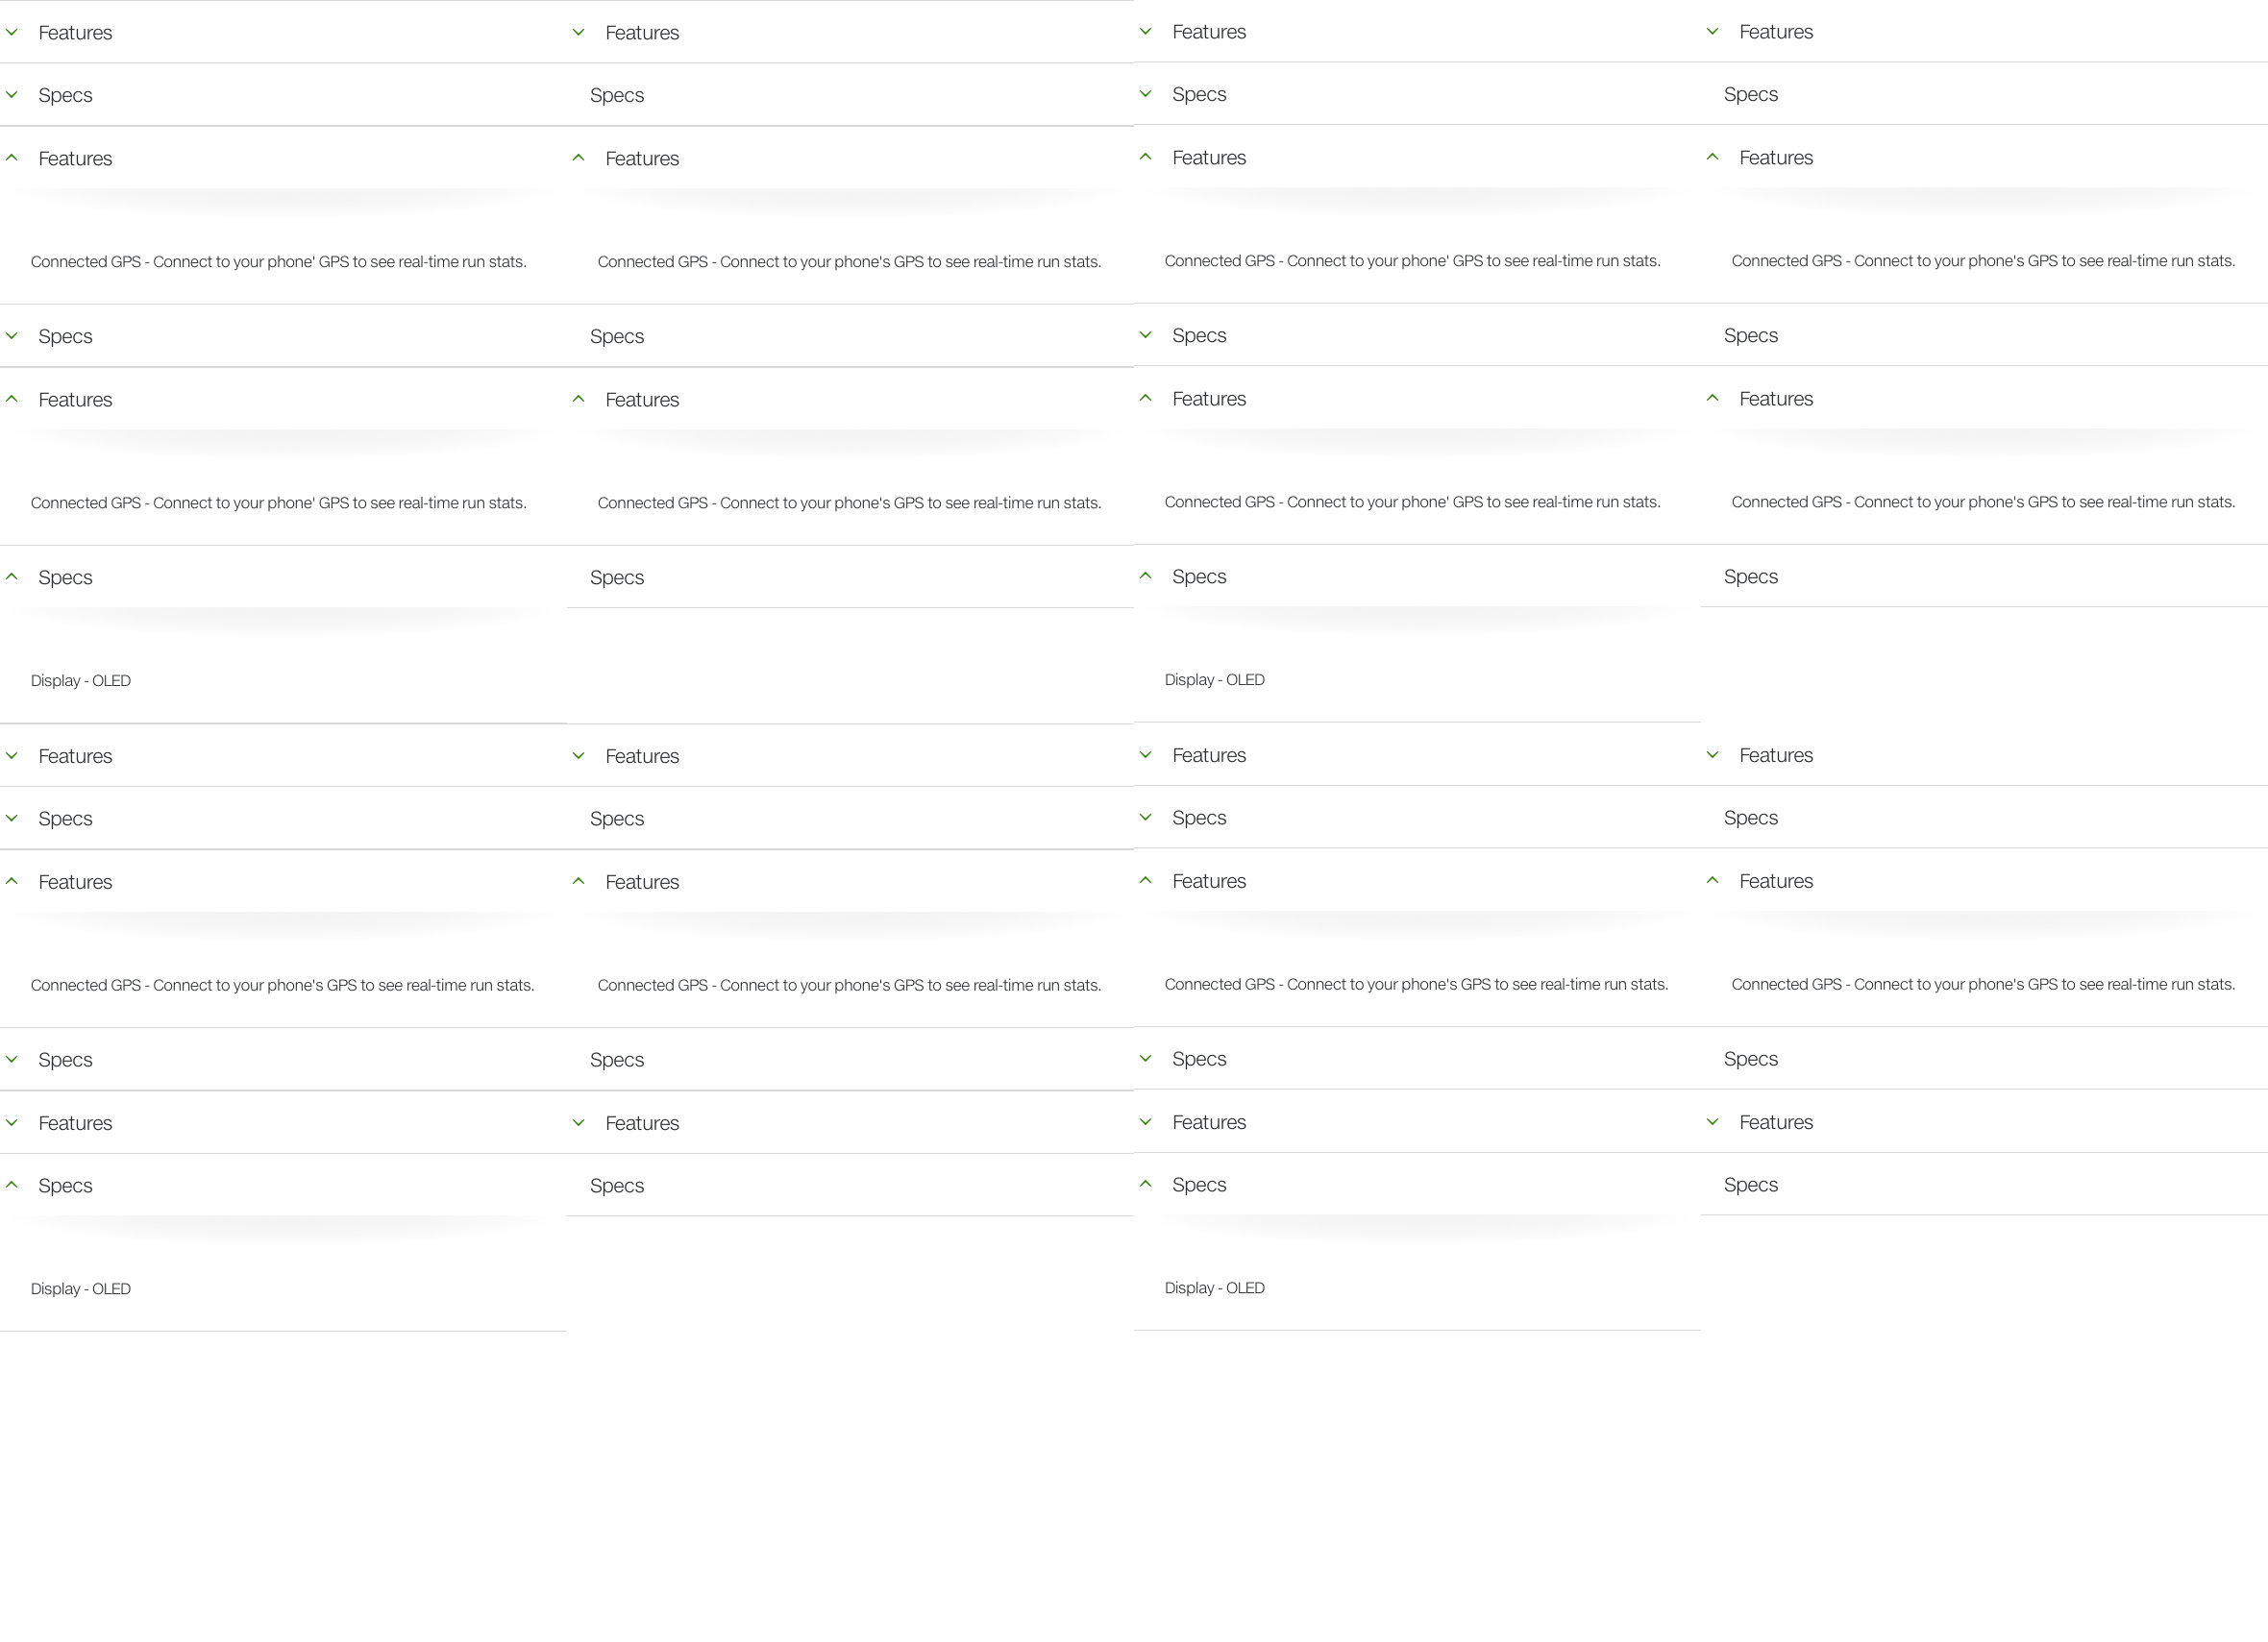 Features Features Features Features
Specs Specs Specs Specs
Features Features Features Features
Connected GPS - Connect to your phone' GPS to see real-time run stats. Connected GPS - Connect to your phone's GPS to see real-time run stats. Connected GPS - Connect to your phone' GPS to see real-time run stats. Connected GPS - Connect to your phone's GPS to see real-time run stats.
Specs Specs Specs Specs
Features Features Features Features
Connected GPS - Connect to your phone' GPS to see real-time run stats. Connected GPS - Connect to your phone's GPS to see real-time run stats. Connected GPS - Connect to your phone' GPS to see real-time run stats. Connected GPS - Connect to your phone's GPS to see real-time run stats.
Specs Specs Specs Specs
Display - OLED Display - OLED
Features Features Features Features
Specs Specs Specs Specs
Features Features Features Features
Connected GPS - Connect to your phone's GPS to see real-time run stats. Connected GPS - Connect to your phone's GPS to see real-time run stats. Connected GPS - Connect to your phone's GPS to see real-time run stats. Connected GPS - Connect to your phone's GPS to see real-time run stats.
Specs Specs Specs Specs
Features Features Features Features
Specs Specs Specs Specs
Display - OLED Display - OLED